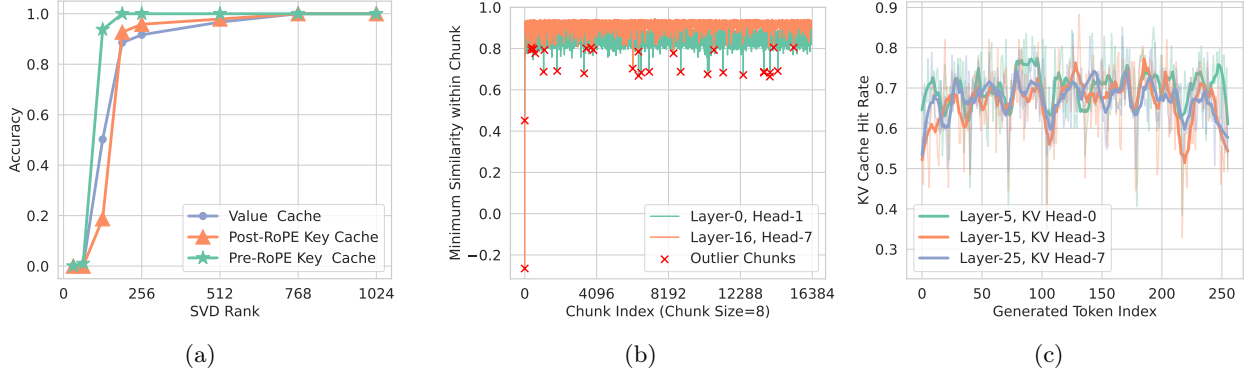 Accuracy
1.0
0.8
0.6
0.4
0.2
0.0
Value Cache
Post-RoPE Key Cache
Pre-RoPE Key Cache
0 256 512 768 1024
SVD Rank
(a)
Minimum Similarity within Chunk
1.0
0.8
0.6
0.4
0.2
0.0
−0.2
Layer-0, Head-1
Layer-16, Head-7
Outlier Chunks
0 4096 8192 12288 16384
Chunk Index (Chunk Size=8)
(b)
KV Cache Hit Rate
0.9
0.8
0.7
0.6
0.5
0.4
0.3
Layer-5, KV Head-0
Layer-15, KV Head-3
Layer-25, KV Head-7
0 50 100 150 200 250
Generated Token Index
(c)